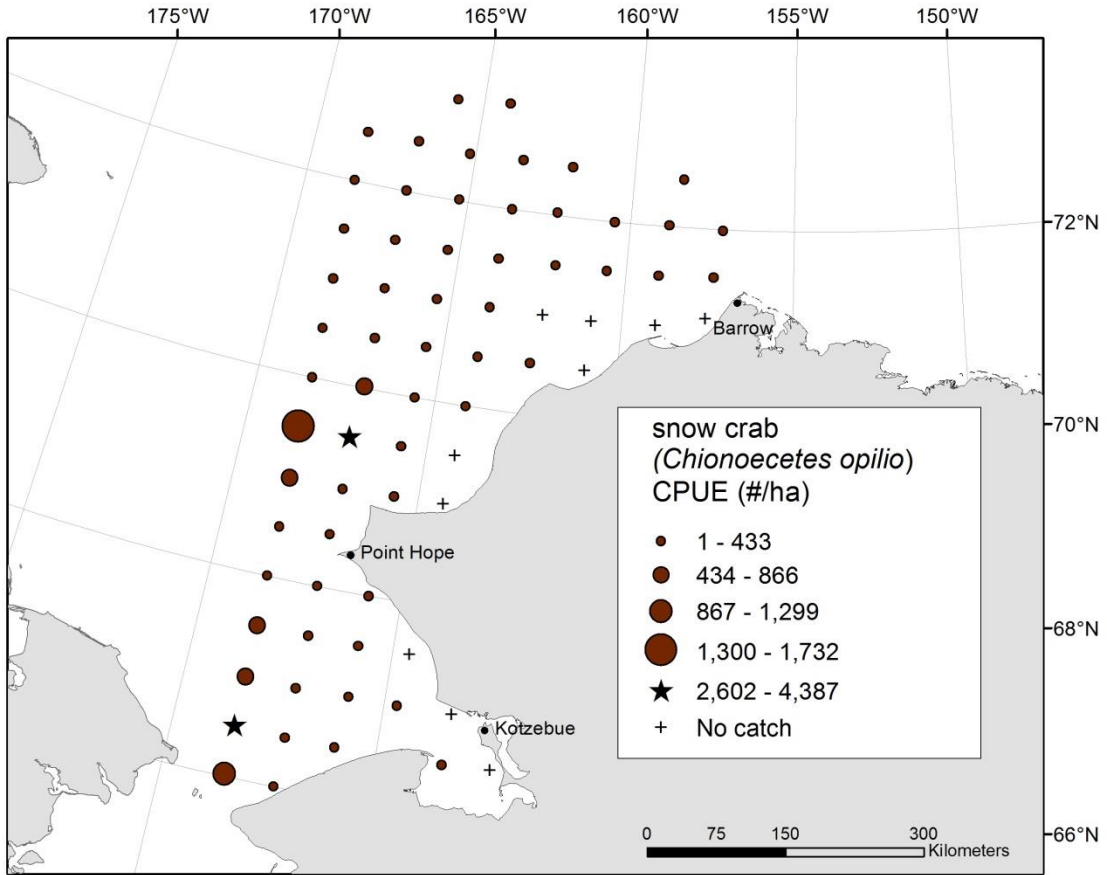 175°W 170°W 165°W 160°W 155°W 150°W
72°N
Barrow
70°N
snow crab
(Chionoecetes opilio)
CPUE (#/ha)
1 - 433
Point Hope
434 - 866
867 - 1,299
68°N
1,300 - 1,732
2,602 - 4,387
Kotzebue
No catch
66°N
0 75 150 300
Kilometers